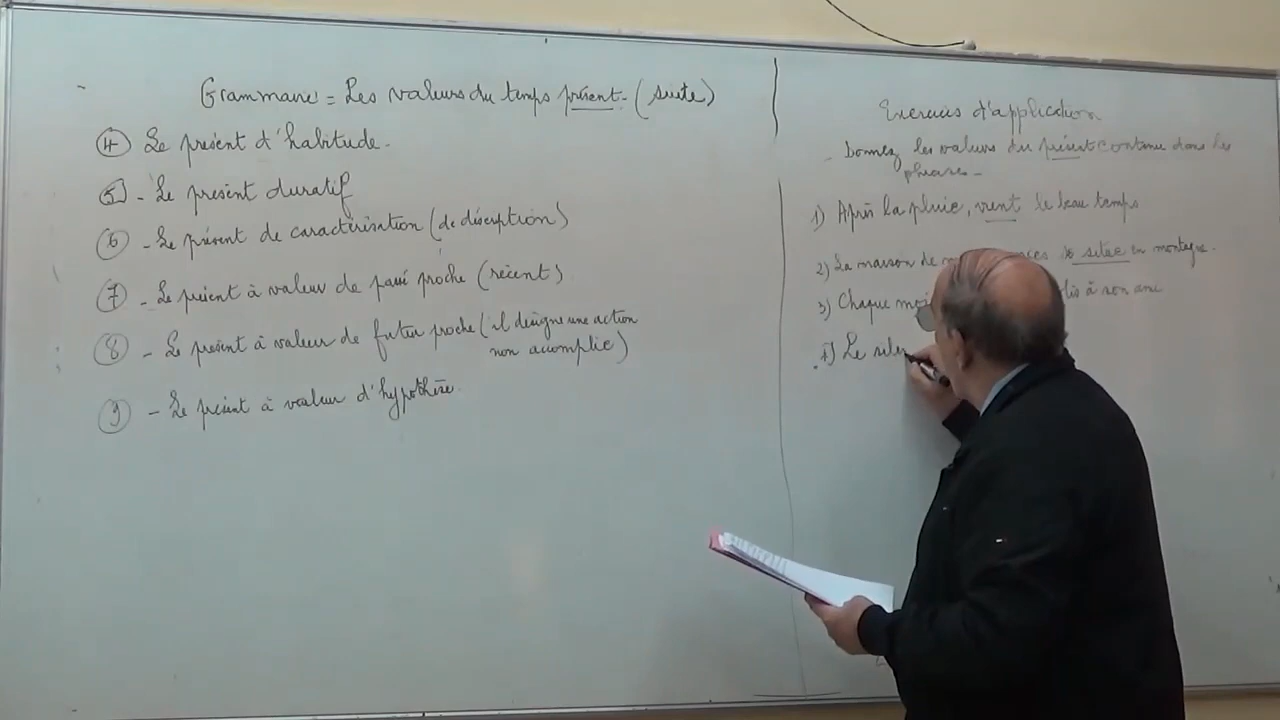 Grammaire = Les valeurs du temps présent - (suite)
④ Le présent d'habitude.
⑤ - Le présent duratif
⑥ - Le présent de caractérisation (de description)
⑦ - Le présent à valeur de passé proche (récent)
⑧ - Le présent à valeur de futur proche (il désigne une action
non accomplie)
⑨ - Le présent à valeur d'hypothèse.
Exercices d'application
- Donnez les valeurs du présent contenue dans les
phrases -
1) Après la pluie, vient le beau temps
2) La maison de situe en montagne.
3) Chaque à son ami
4) Le